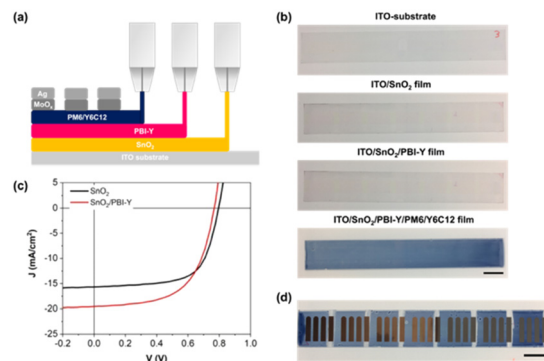 (a)
Ag
MoOₓ
PM6/Y6C12
PBI-Y
SnO₂
ITO substrate
(b)
ITO-substrate
3
ITO/SnO₂ film
ITO/SnO₂/PBI-Y film
ITO/SnO₂/PBI-Y/PM6/Y6C12 film
(c)
SnO₂
SnO₂/PBI-Y
J (mA/cm²)
5
0
-5
-10
-15
-20
-25
-0.2
0.0
0.2
0.4
0.6
0.8
1.0
V (V)
(d)